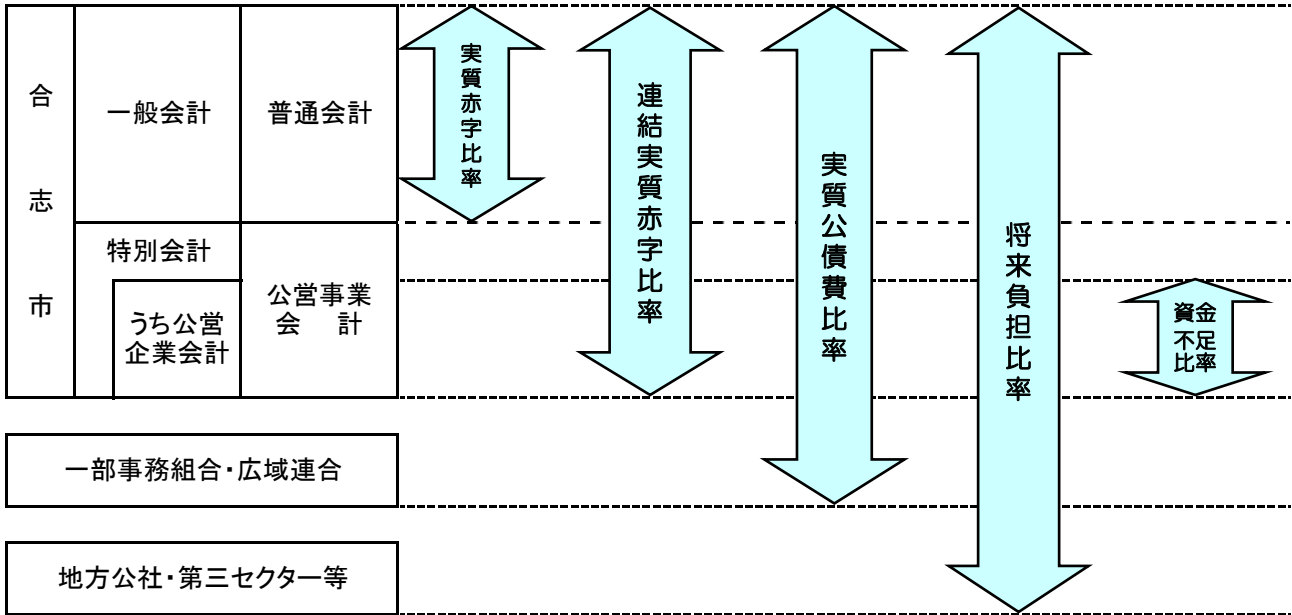 合志市
一般会計
普通会計
特別会計
うち公営
企業会計
公営事業
会　計
実質赤字比率
連結実質赤字比率
実質公債費比率
将来負担比率
資金
不足
比率
一部事務組合・広域連合
地方公社・第三セクター等